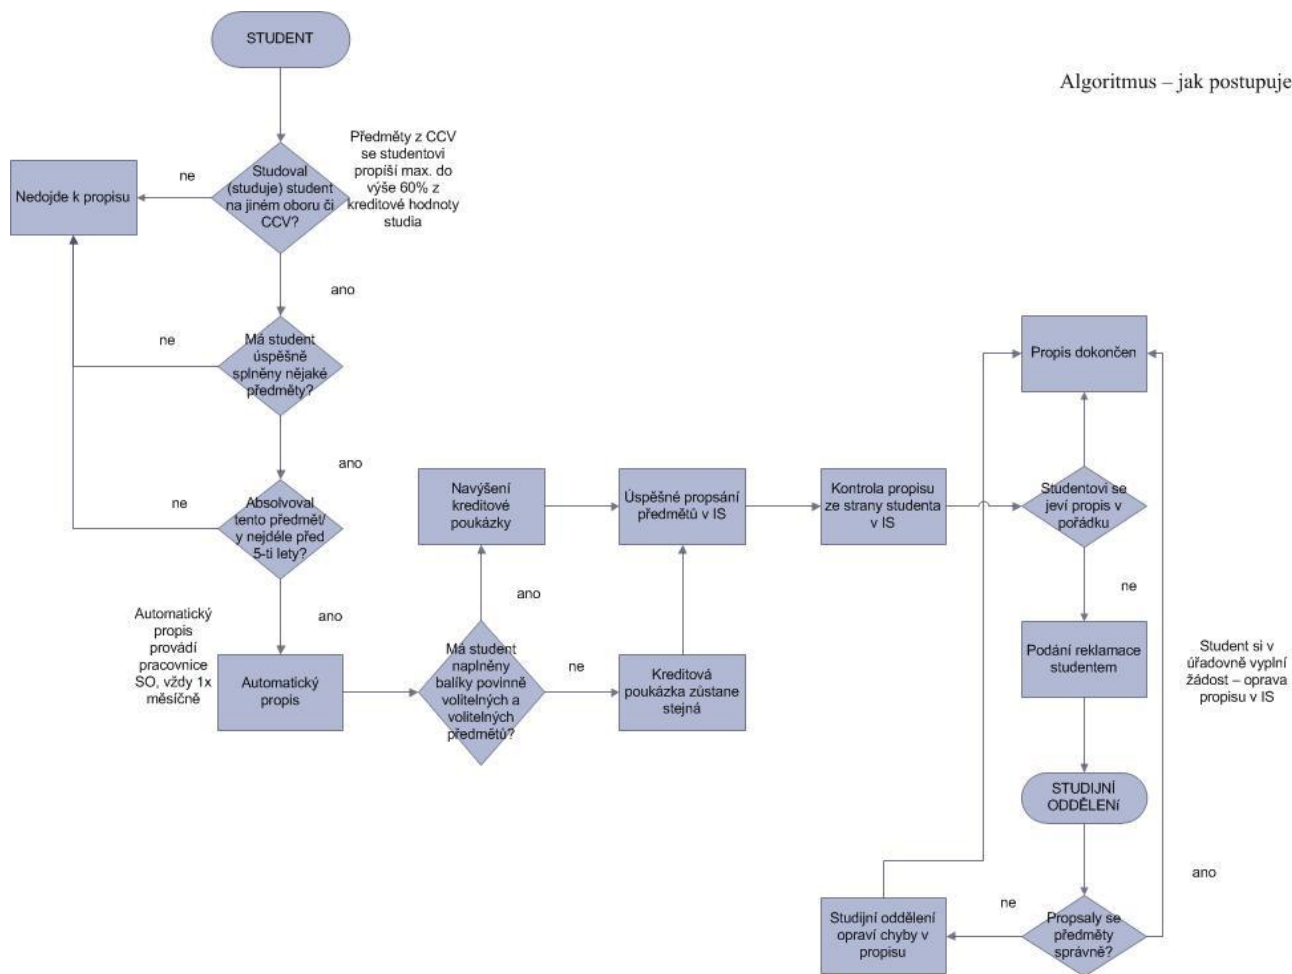 STUDENT
Algoritmus – jak postupuje
Předměty z CCV
se studentovi
propíší max. do
výše 60% z
kreditové hodnoty
studia
Studoval
(studuje) student
na jiném oboru či
CCV?
ne
Nedojde k propisu
ano
Má student
úspěšně
splněny nějaké
předměty?
ne
ano
Absolvoval
tento předmět/
y nejdéle před
5-ti lety?
ne
ano
Automatický
propis
provádí
pracovnice
SO, vždy 1x
měsíčně
Automatický
propis
Má student
naplněny
balíky povinně
volitelných a
volitelných
předmětů?
ano
ne
Navýšení
kreditové
poukázky
Kreditová
poukázka zůstane
stejná
Úspěšné propsání
předmětů v IS
Kontrola propisu
ze strany studenta
v IS
Studentovi se
jeví propis v
pořádku
Propis dokončen
ne
Podání reklamace
studentem
Student si v
úřadovně vyplní
žádost – oprava
propisu v IS
STUDIJNÍ
ODDĚLENí
Propsaly se
předměty
správně?
ano
ne
Studijní oddělení
opraví chyby v
propisu